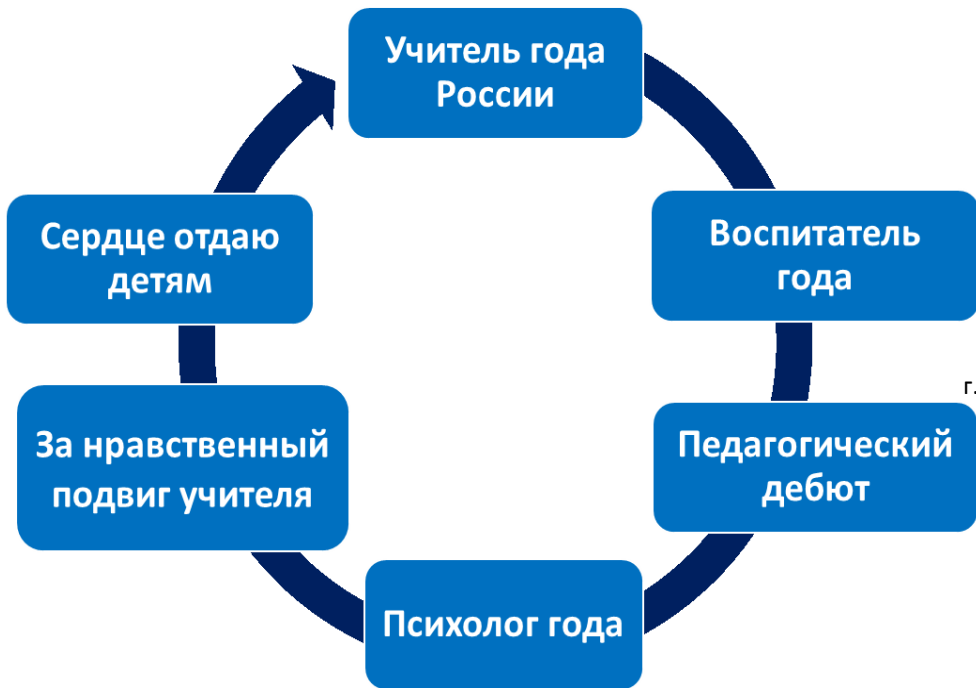 Учитель года
России
Воспитатель
года
г.
Педагогический
дебют
Психолог года
За нравственный
подвиг учителя
Сердце отдаю
детям